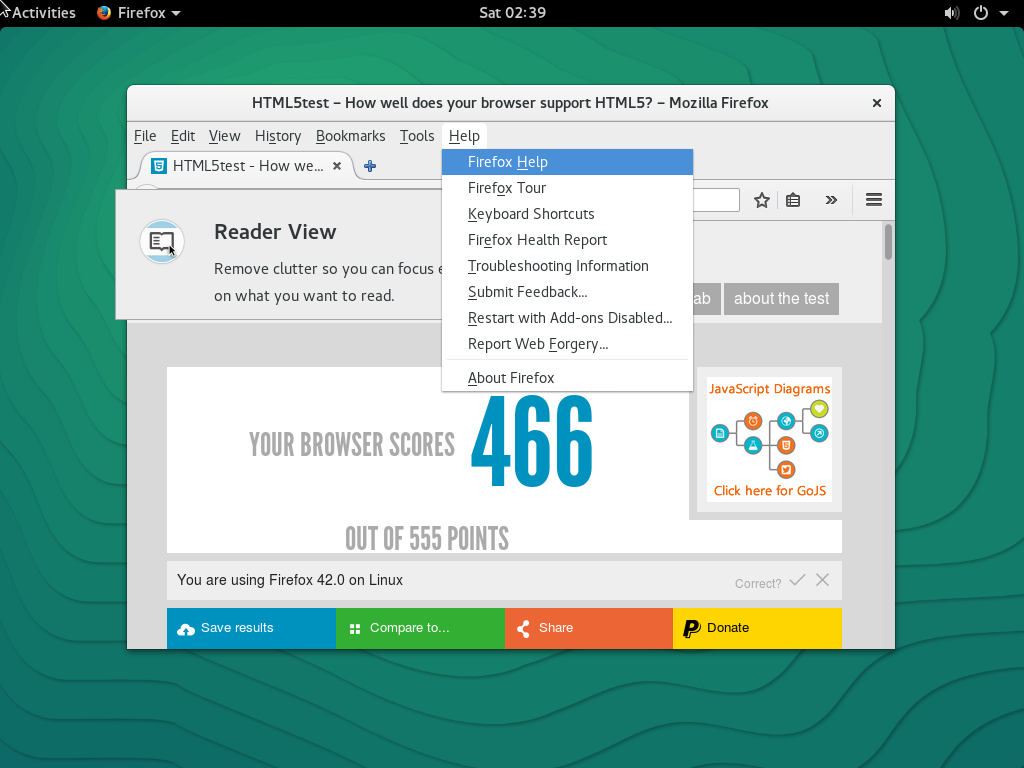 Activities Firefox Sat 02:39
HTML5test – How well does your browser support HTML5? – Mozilla Firefox
File Edit View History Bookmarks Tools Help
HTML5test - How we...
Firefox Help
Firefox Tour
Keyboard Shortcuts
Firefox Health Report
Troubleshooting Information
Submit Feedback...
Restart with Add-ons Disabled...
Report Web Forgery...
About Firefox
Reader View
Remove clutter so you can focus
on what you want to read.
ab about the test
YOUR BROWSER SCORES 466
OUT OF 555 POINTS
JavaScript Diagrams
Click here for GoJS
You are using Firefox 42.0 on Linux
Correct?
Save results Compare to... Share Donate